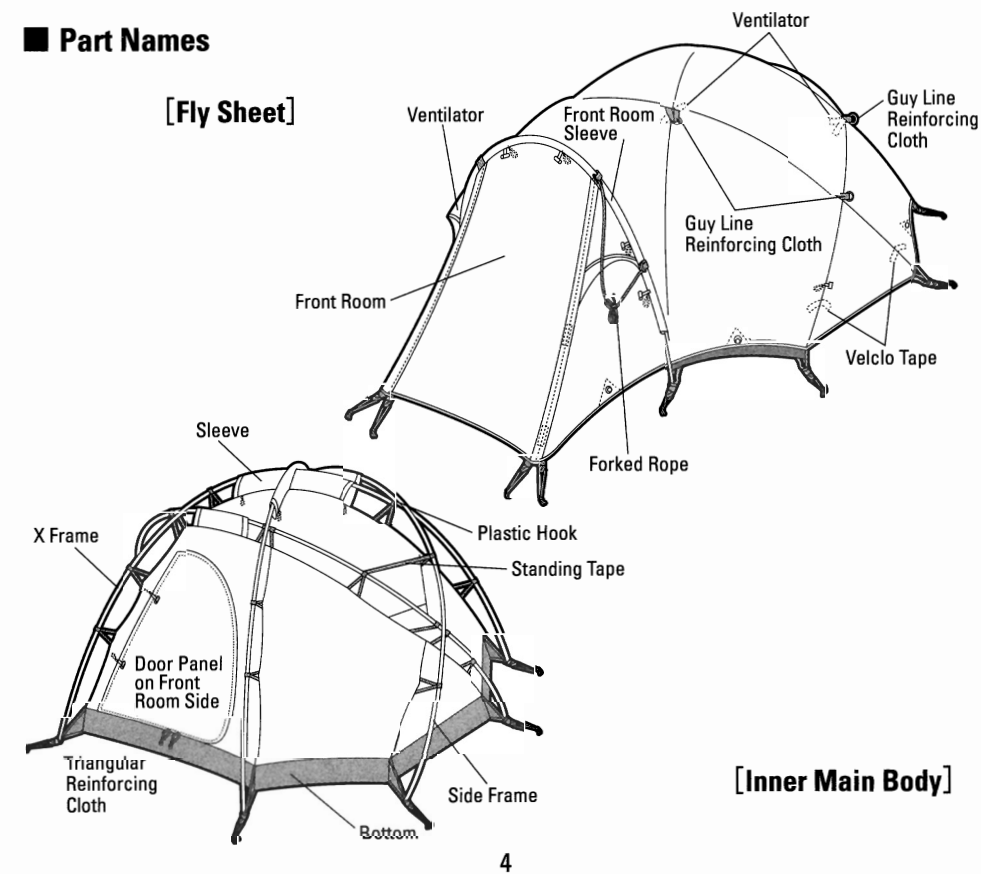 ■ Part Names
[Fly Sheet]
Ventilator
Ventilator
Front Room
Sleeve
Guy Line
Reinforcing
Cloth
Guy Line
Reinforcing Cloth
Front Room
Velclo Tape
Forked Rope
Sleeve
X Frame
Plastic Hook
Standing Tape
Door Panel
on Front
Room Side
Triangular
Reinforcing
Cloth
Side Frame
Bottom
[Inner Main Body]
4